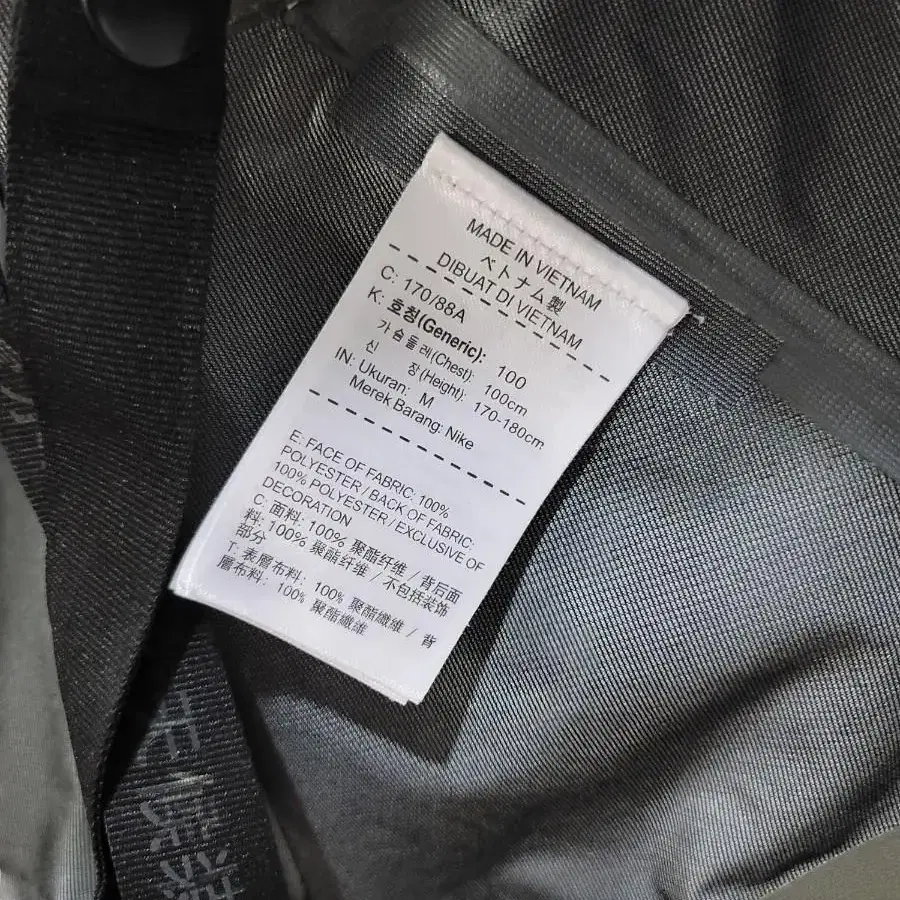 MADE IN VIETNAM
ベトナム製
DIBUAT DI VIETNAM
C: 170/88A
K: 호칭(Generic): 100
가슴둘레(Chest): 100cm
신 장(Height): 170-180cm
IN: Ukuran: M
Merek Barang: Nike
E: FACE OF FABRIC: 100%
POLYESTER / BACK OF FABRIC:
100% POLYESTER / EXCLUSIVE OF
DECORATION
C: 面料: 100% 聚酯纤维 / 背后面
料: 100% 聚酯纤维 / 不包括装饰
部分
T: 表層布料: 100% 聚酯纖維 / 背
層布料: 100% 聚酯纖維